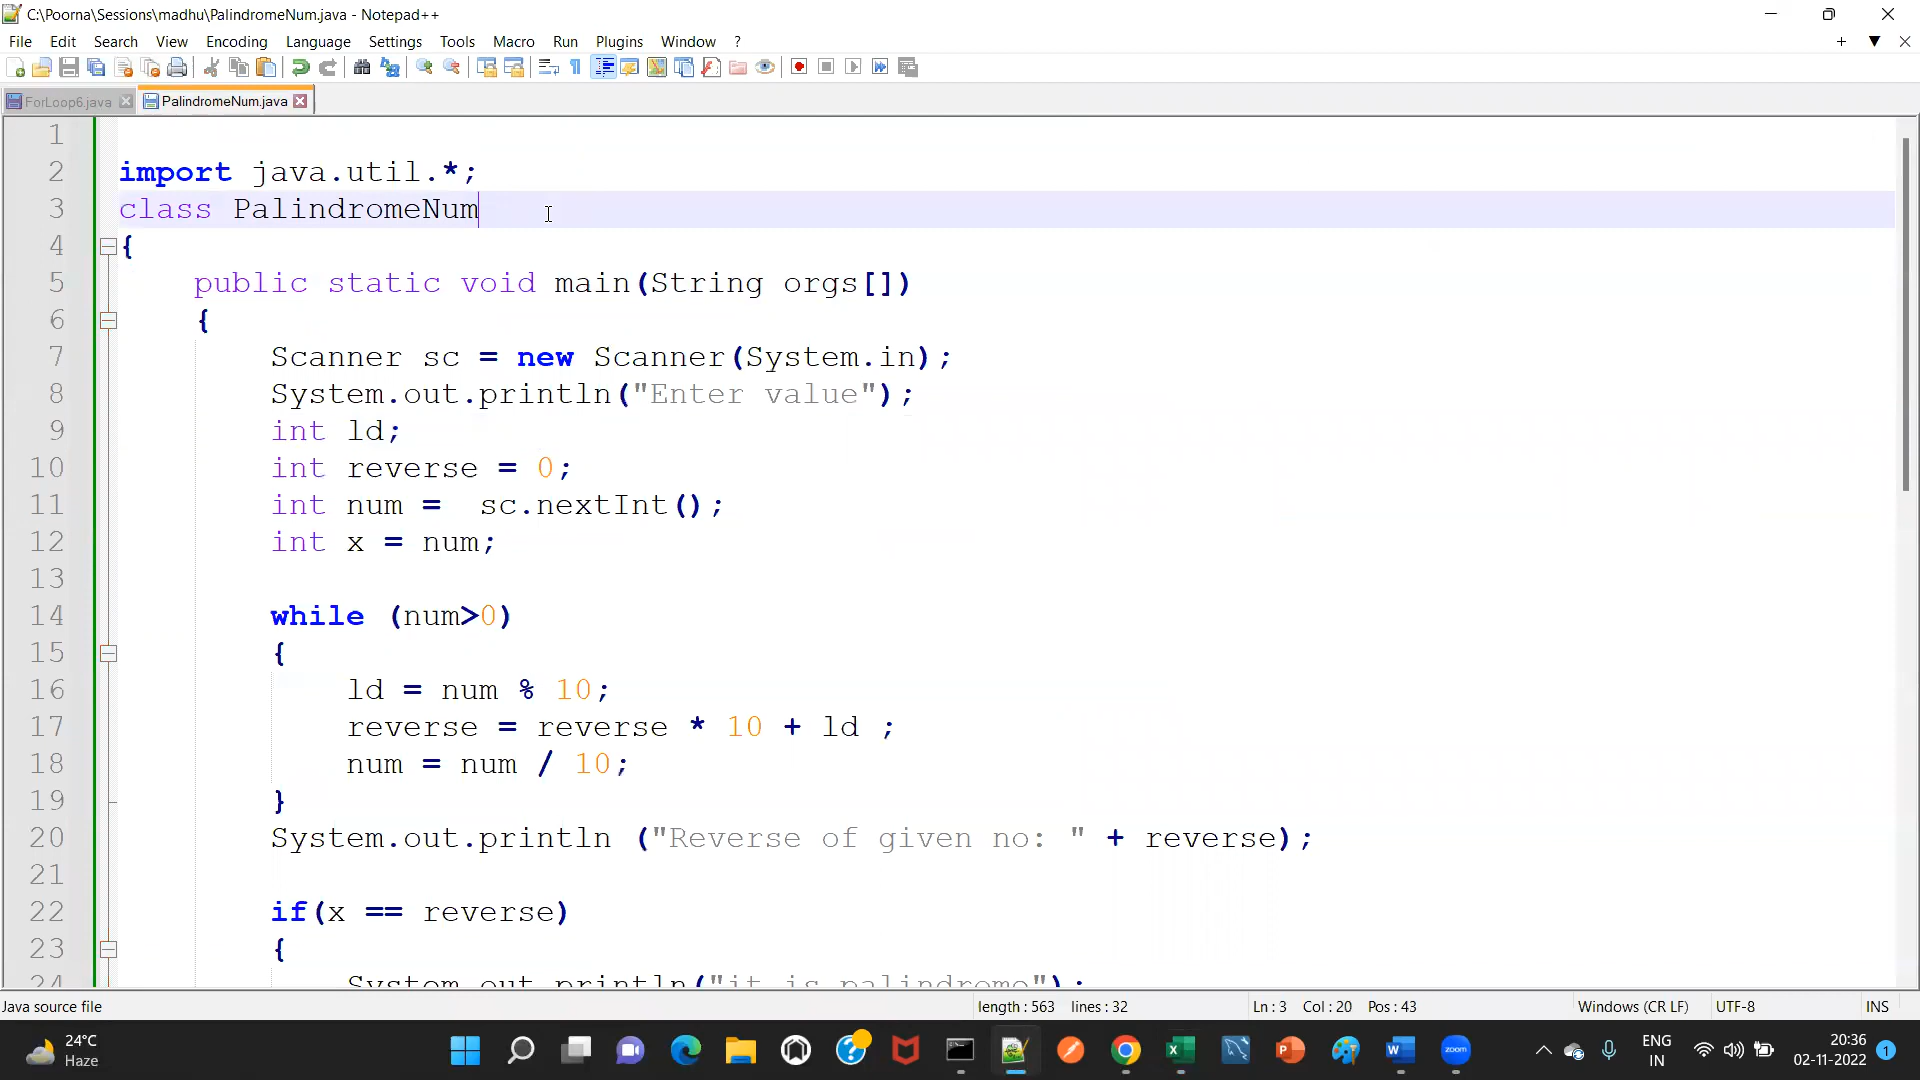 C:\Poorna\Sessions\madhu\PalindromeNum.java - Notepad++
File Edit Search View Encoding Language Settings Tools Macro Run Plugins Window ?
ForLoop6.java PalindromeNum.java
1
2 import java.util.*;
3 class PalindromeNum
4 {
5 public static void main(String orgs[])
6 {
7 Scanner sc = new Scanner(System.in);
8 System.out.println("Enter value");
9 int ld;
10 int reverse = 0;
11 int num =  sc.nextInt();
12 int x = num;
13
14 while (num>0)
15 {
16 ld = num % 10;
17 reverse = reverse * 10 + ld ;
18 num = num / 10;
19 }
20 System.out.println ("Reverse of given no: " + reverse);
21
22 if(x == reverse)
23 {
24 System.out.println("it is palindrome");
Java source file length : 563 lines : 32 Ln : 3 Col : 20 Pos : 43 Windows (CR LF) UTF-8 INS
24°C
Haze
zoom
ENG
IN
20:36
02-11-2022
1